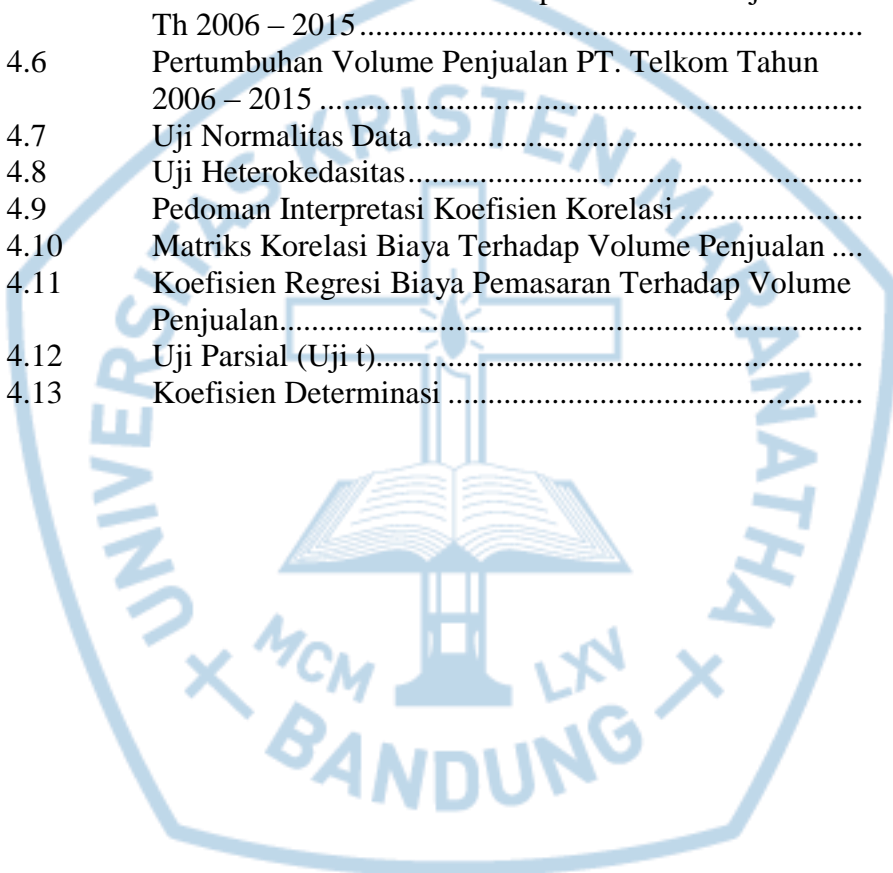 Th 2006 – 2015................................................................
4.6 Pertumbuhan Volume Penjualan PT. Telkom Tahun
2006 – 2015 ................................................................
4.7 Uji Normalitas Data........................................................
4.8 Uji Heterokedasitas.........................................................
4.9 Pedoman Interpretasi Koefisien Korelasi .......................
4.10 Matriks Korelasi Biaya Terhadap Volume Penjualan ....
4.11 Koefisien Regresi Biaya Pemasaran Terhadap Volume
Penjualan.........................................................................
4.12 Uji Parsial (Uji t).............................................................
4.13 Koefisien Determinasi ....................................................
UNIVERSITAS KRISTEN MARANATHA
MCM LXV
BANDUNG